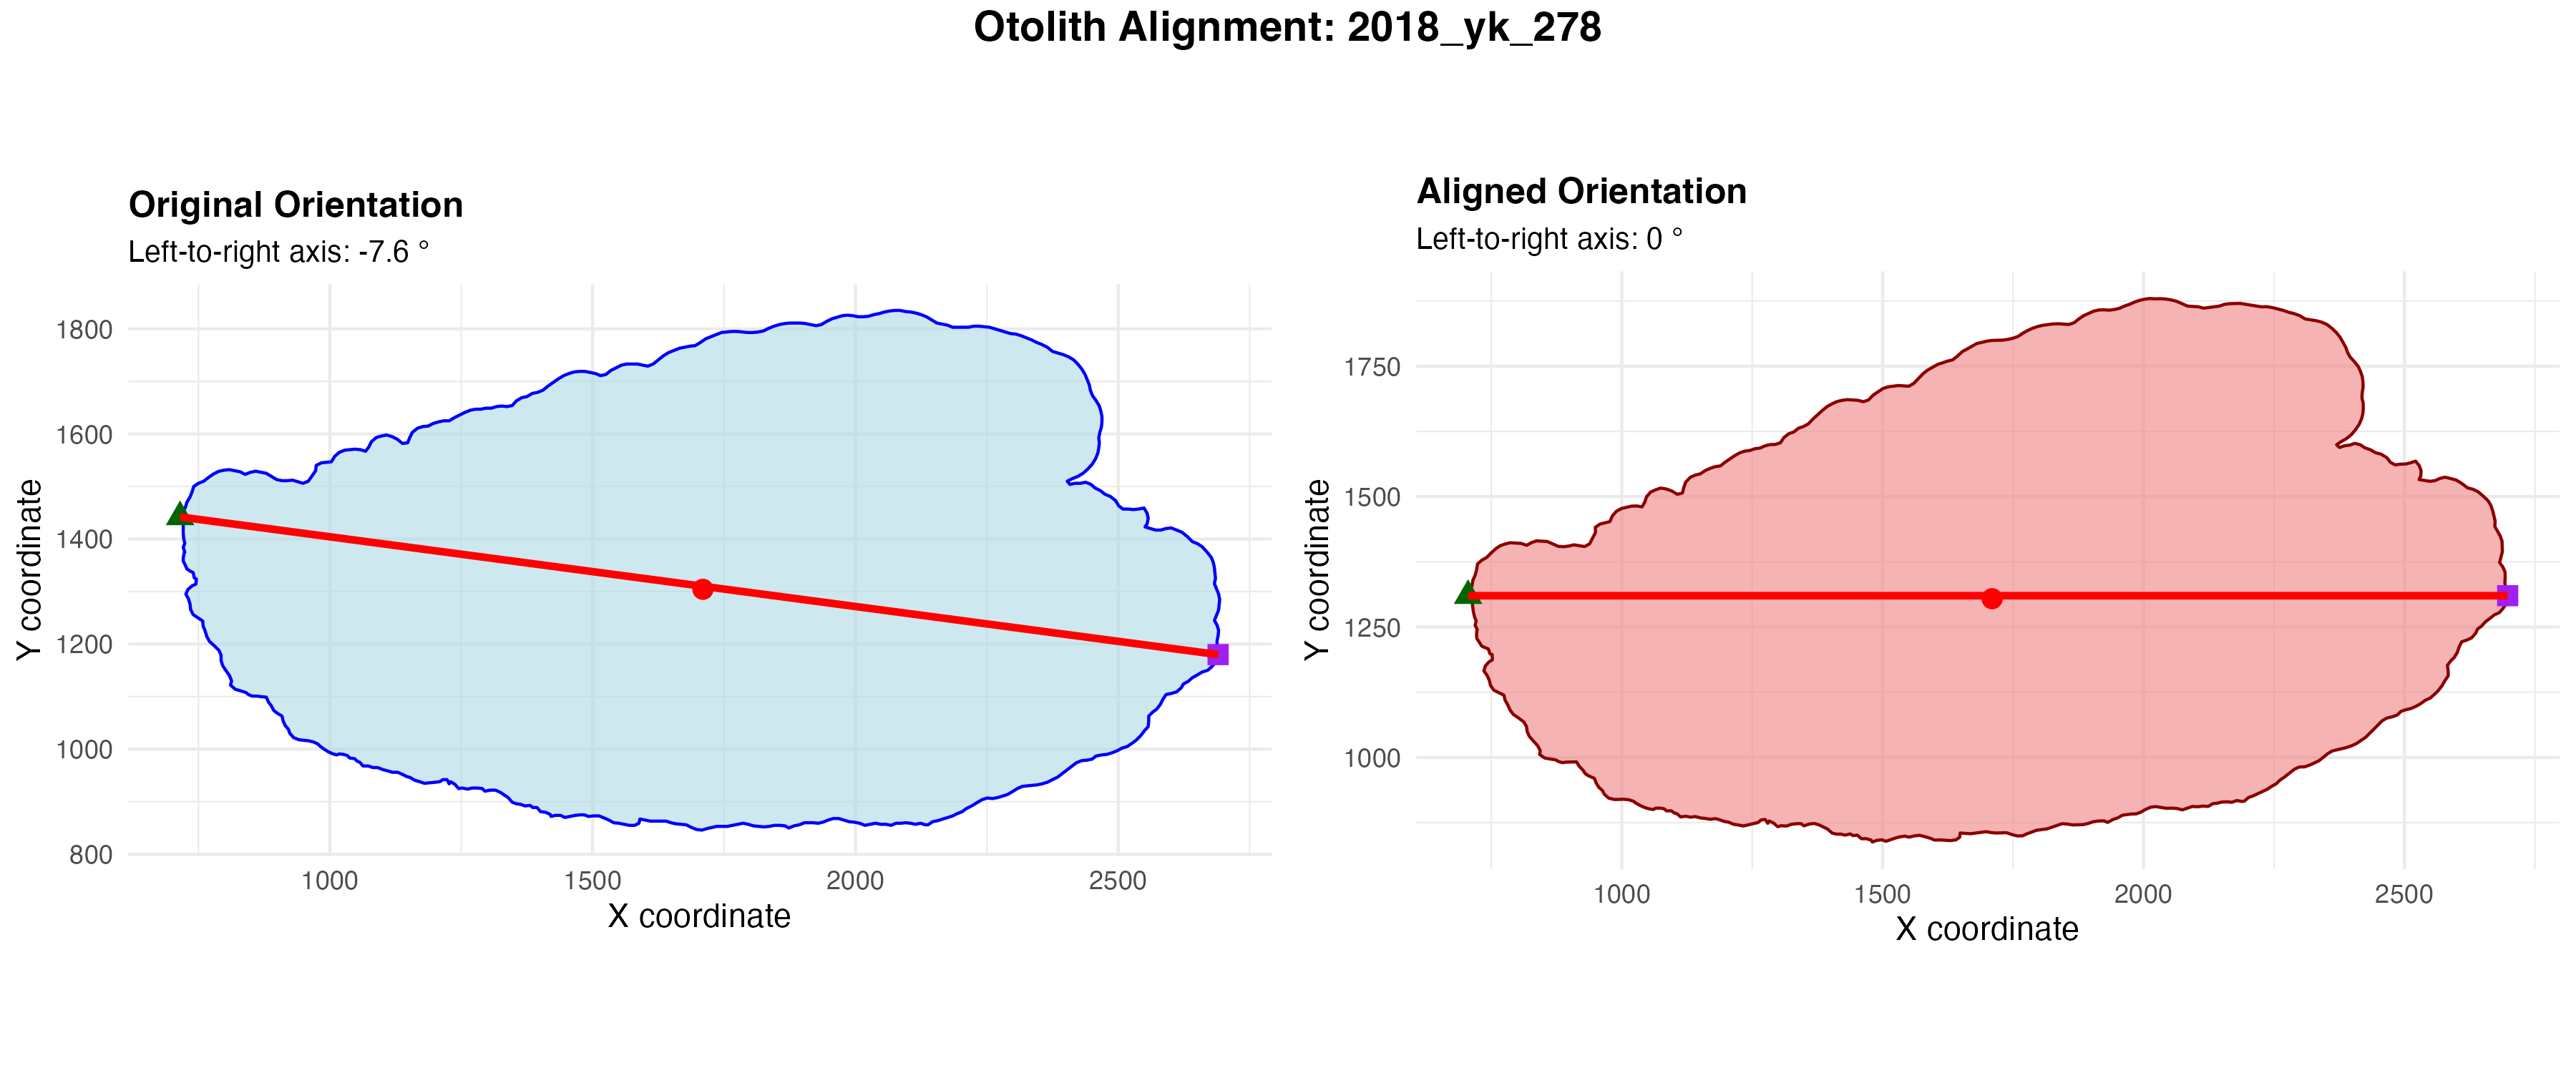 Otolith Alignment: 2018_yk_278
Original Orientation
Left-to-right axis: -7.6 °
Y coordinate
1800
1600
1400
1200
1000
800
1000
1500
2000
2500
X coordinate
Aligned Orientation
Left-to-right axis: 0 °
Y coordinate
1750
1500
1250
1000
1000
1500
2000
2500
X coordinate